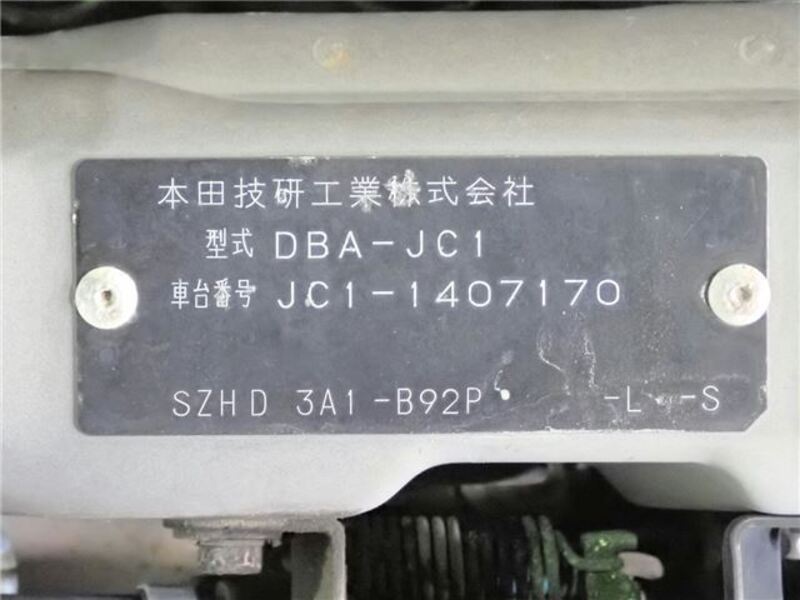 本田技研工業株式会社
型式 DBA-JC1
車台番号 JC1-1407170
SZHD 3A1-B92P -L -S